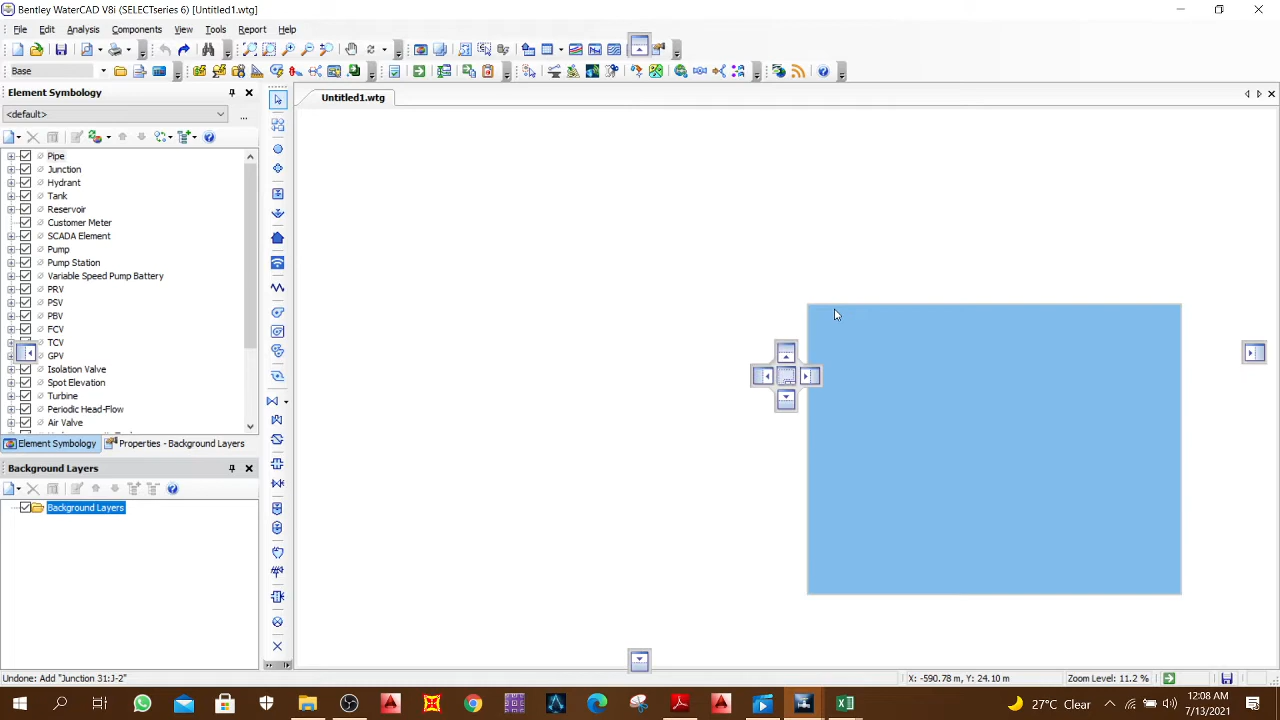 Bentley WaterCAD V8i (SELECTseries 6) [Untitled1.wtg]
File Edit Analysis Components View Tools Report Help
Base
Element Symbology
Untitled1.wtg
<default>
Pipe
Junction
Hydrant
Tank
Reservoir
Customer Meter
SCADA Element
Pump
Pump Station
Variable Speed Pump Battery
PRV
PSV
PBV
FCV
TCV
GPV
Isolation Valve
Spot Elevation
Turbine
Periodic Head-Flow
Air Valve
Element Symbology Properties - Background Layers
Background Layers
Background Layers
Undone: Add "Junction 31:J-2" X: -590.78 m, Y: 24.10 m Zoom Level: 11.2 %
27°C Clear
12:08 AM
7/13/2021